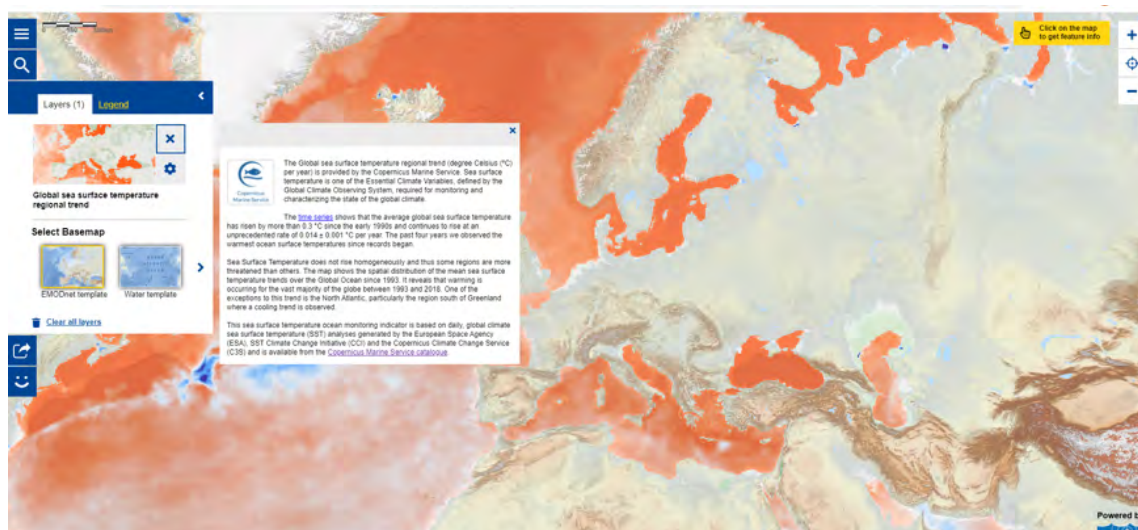 Click on the map
to get feature info
Layers (1) Legend
Global sea surface temperature
regional trend
Select Basemap
EMODnet template
Water template
Clear all layers
Copernicus
Marine Service
The Global sea surface temperature regional trend (degree Celsius (°C)
per year) is provided by the Copernicus Marine Service. Sea surface
temperature is one of the Essential Climate Variables, defined by the
Global Climate Observing System, required for monitoring and
characterizing the state of the global climate.
The time series shows that the average global sea surface temperature
has risen by more than 0.3 °C since the early 1990s and continues to rise at an
unprecedented rate of 0.014 ± 0.001 °C per year. The past four years we observed the
warmest ocean surface temperatures since records began.
Sea Surface Temperature does not rise homogeneously and thus some regions are more
threatened than others. The map shows the spatial distribution of the mean sea surface
temperature trends over the Global Ocean since 1993. It reveals that warming is
occurring for the vast majority of the globe between 1993 and 2018. One of the
exceptions to this trend is the North Atlantic, particularly the region south of Greenland
where a cooling trend is observed.
This sea surface temperature ocean monitoring indicator is based on daily, global climate
sea surface temperature (SST) analyses generated by the European Space Agency
(ESA), SST Climate Change Initiative (CCI) and the Copernicus Climate Change Service
(C3S) and is available from the Copernicus Marine Service catalogue.
Powered b